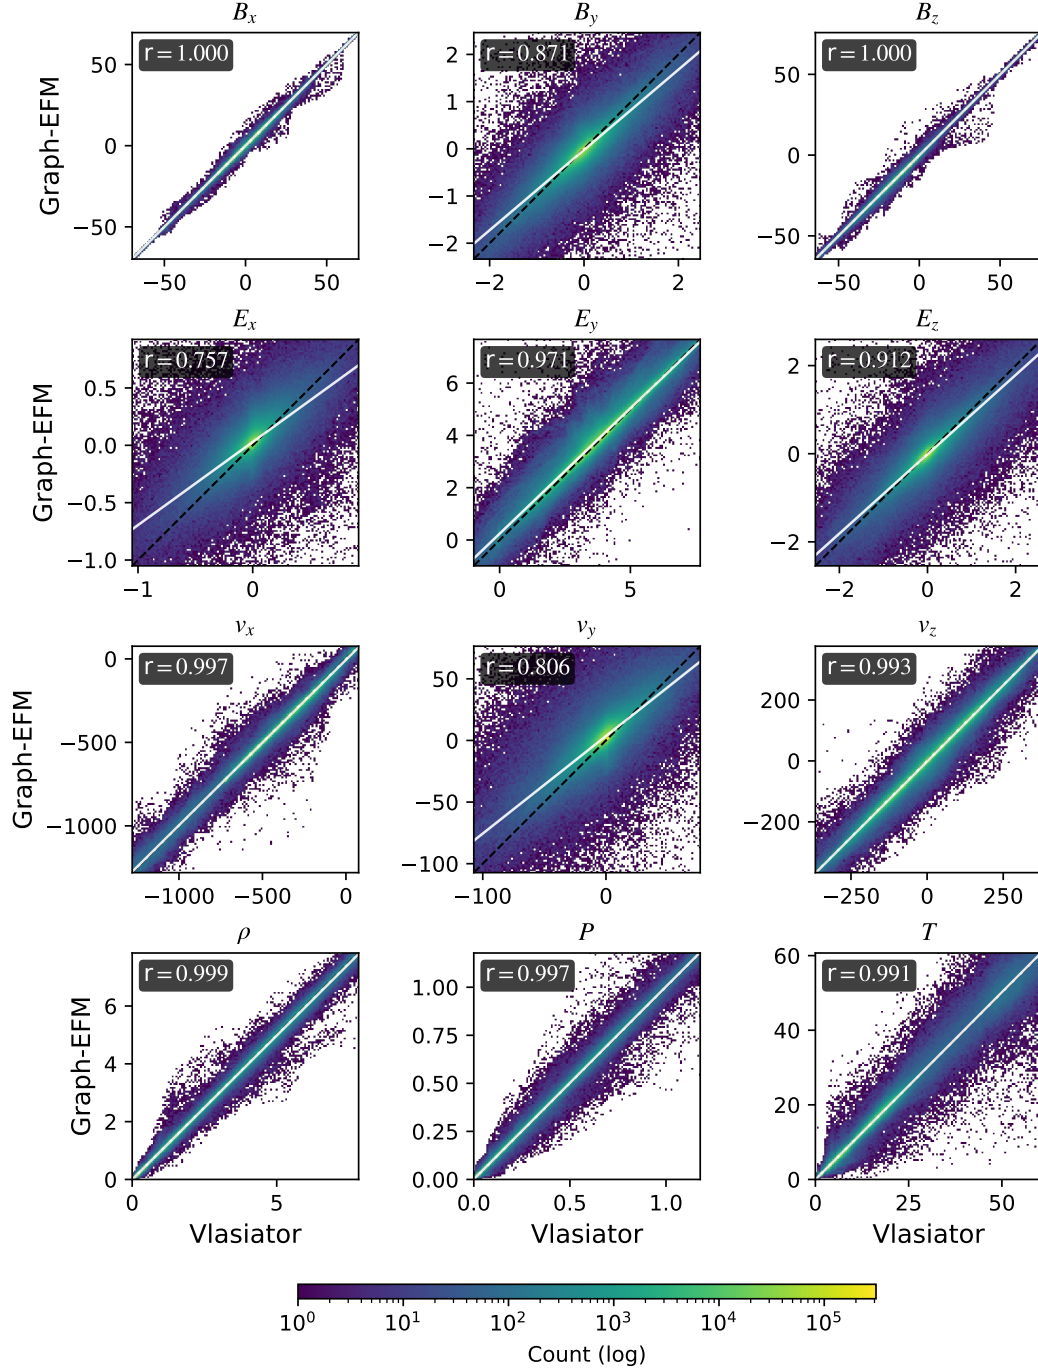 B_x B_y B_z
r = 1.000 r = 0.871 r = 1.000
50 0 −50
2 1 0 −1 −2
50 0 −50
Graph-EFM
−50 0 50 −2 0 2 −50 0 50
E_x E_y E_z
r = 0.757 r = 0.971 r = 0.912
0.5 0.0 −0.5 −1.0
6 4 2 0
2 0 −2
Graph-EFM
−1 0 0 5 −2 0 2
v_x v_y v_z
r = 0.997 r = 0.806 r = 0.993
0 −500 −1000
50 0 −50 −100
200 0 −200
Graph-EFM
−1000 −500 0 −100 0 −250 0 250
ρ P T
r = 0.999 r = 0.997 r = 0.991
6 4 2 0
1.00 0.75 0.50 0.25 0.00
60 40 20 0
Graph-EFM
0 5 0.0 0.5 1.0 0 25 50
Vlasiator Vlasiator Vlasiator
10^0 10^1 10^2 10^3 10^4 10^5
Count (log)